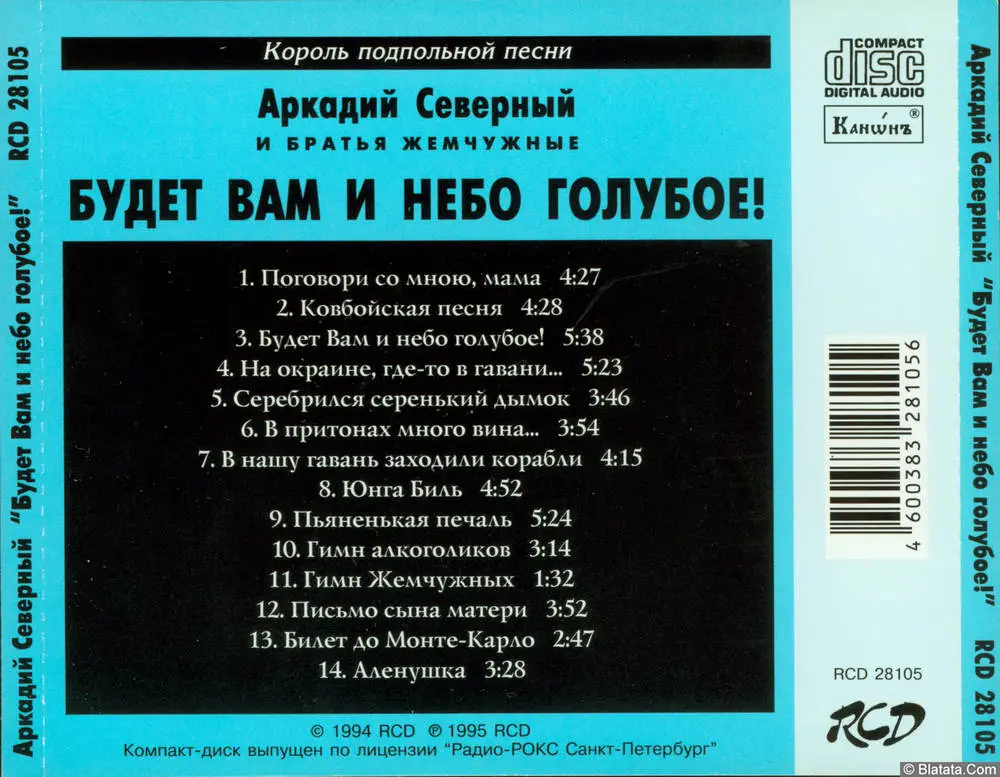 Король подпольной песни
Аркадий Северный
И БРАТЬЯ ЖЕМЧУЖНЫЕ
БУДЕТ ВАМ И НЕБО ГОЛУБОЕ!
1. Поговори со мною, мама 4:27
2. Ковбойская песня 4:28
3. Будет Вам и небо голубое! 5:38
4. На окраине, где-то в гавани... 5:23
5. Серебрился серенький дымок 3:46
6. В притонах много вина... 3:54
7. В нашу гавань заходили корабли 4:15
8. Юнга Биль 4:52
9. Пьяненькая печаль 5:24
10. Гимн алкоголиков 3:14
11. Гимн Жемчужных 1:32
12. Письмо сына матери 3:52
13. Билет до Монте-Карло 2:47
14. Аленушка 3:28
© 1994 RCD ℗ 1995 RCD
Компакт-диск выпущен по лицензии "Радио-РОКС Санкт-Петербург"
Аркадий Северный "Будет Вам и небо голубое!" RCD 28105
COMPACT
disc
DIGITAL AUDIO
Канѡнъ®
4 600383 281056
RCD 28105
RCD
Аркадий Северный "Будет Вам и небо голубое!" RCD 28105
© Blatata.Com